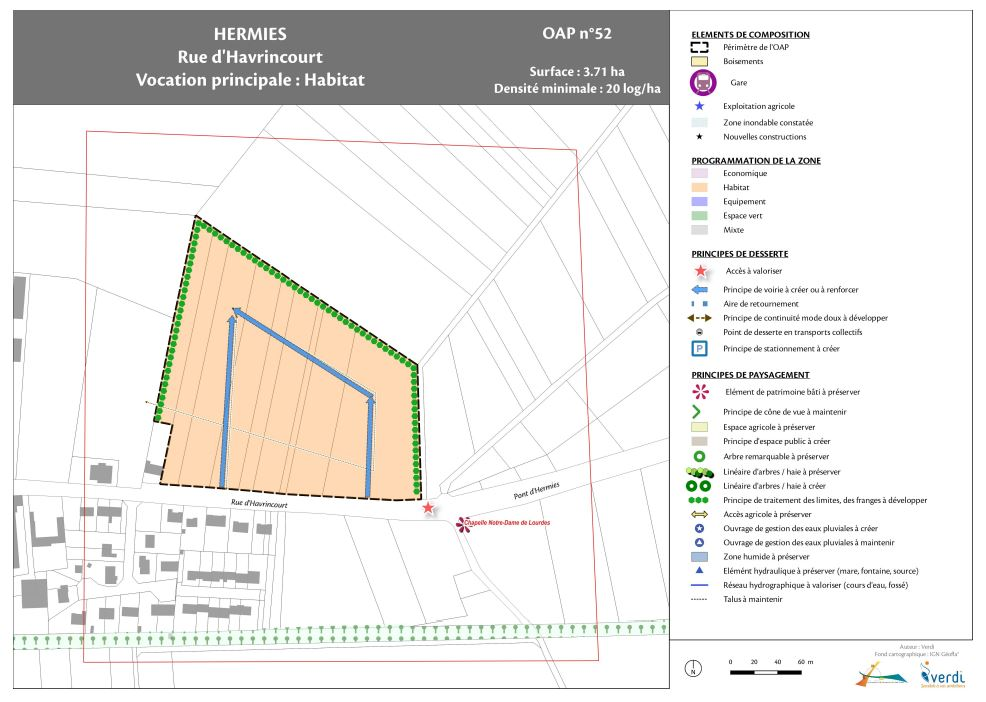 HERMIES
Rue d'Havrincourt
Vocation principale : Habitat
OAP n°52
Surface : 3.71 ha
Densité minimale : 20 log/ha
Rue d'Havrincourt
Pont d'Hermies
Chapelle Notre-Dame de Lourdes
ELEMENTS DE COMPOSITION
Périmètre de l'OAP
Boisements
Gare
Exploitation agricole
Zone inondable constatée
Nouvelles constructions
PROGRAMMATION DE LA ZONE
Economique
Habitat
Equipement
Espace vert
Mixte
PRINCIPES DE DESSERTE
Accès à valoriser
Principe de voirie à créer ou à renforcer
Aire de retournement
Principe de continuité mode doux à développer
Point de desserte en transports collectifs
P
Principe de stationnement à créer
PRINCIPES DE PAYSAGEMENT
Elément de patrimoine bâti à préserver
Principe de cône de vue à maintenir
Espace agricole à préserver
Principe d'espace public à créer
Arbre remarquable à préserver
Linéaire d'arbres / haie à préserver
Linéaire d'arbres / haie à créer
Principe de traitement des limites, des franges à développer
Accès agricole à préserver
Ouvrage de gestion des eaux pluviales à créer
Ouvrage de gestion des eaux pluviales à maintenir
Zone humide à préserver
Elément hydraulique à préserver (mare, fontaine, source)
Réseau hydrographique à valoriser (cours d'eau, fossé)
Talus à maintenir
N
0 20 40 60 m
Auteur : Verdi
Fond cartographique : IGN Géofla®
verdi